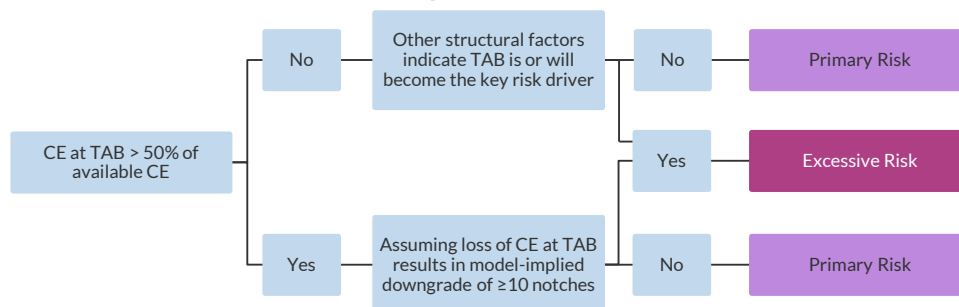 Other structural factors
indicate TAB is or will
become the key risk driver
No
No
Primary Risk
CE at TAB > 50% of
available CE
Yes
Excessive Risk
Yes
Assuming loss of CE at TAB
results in model-implied
downgrade of ≥10 notches
No
Primary Risk